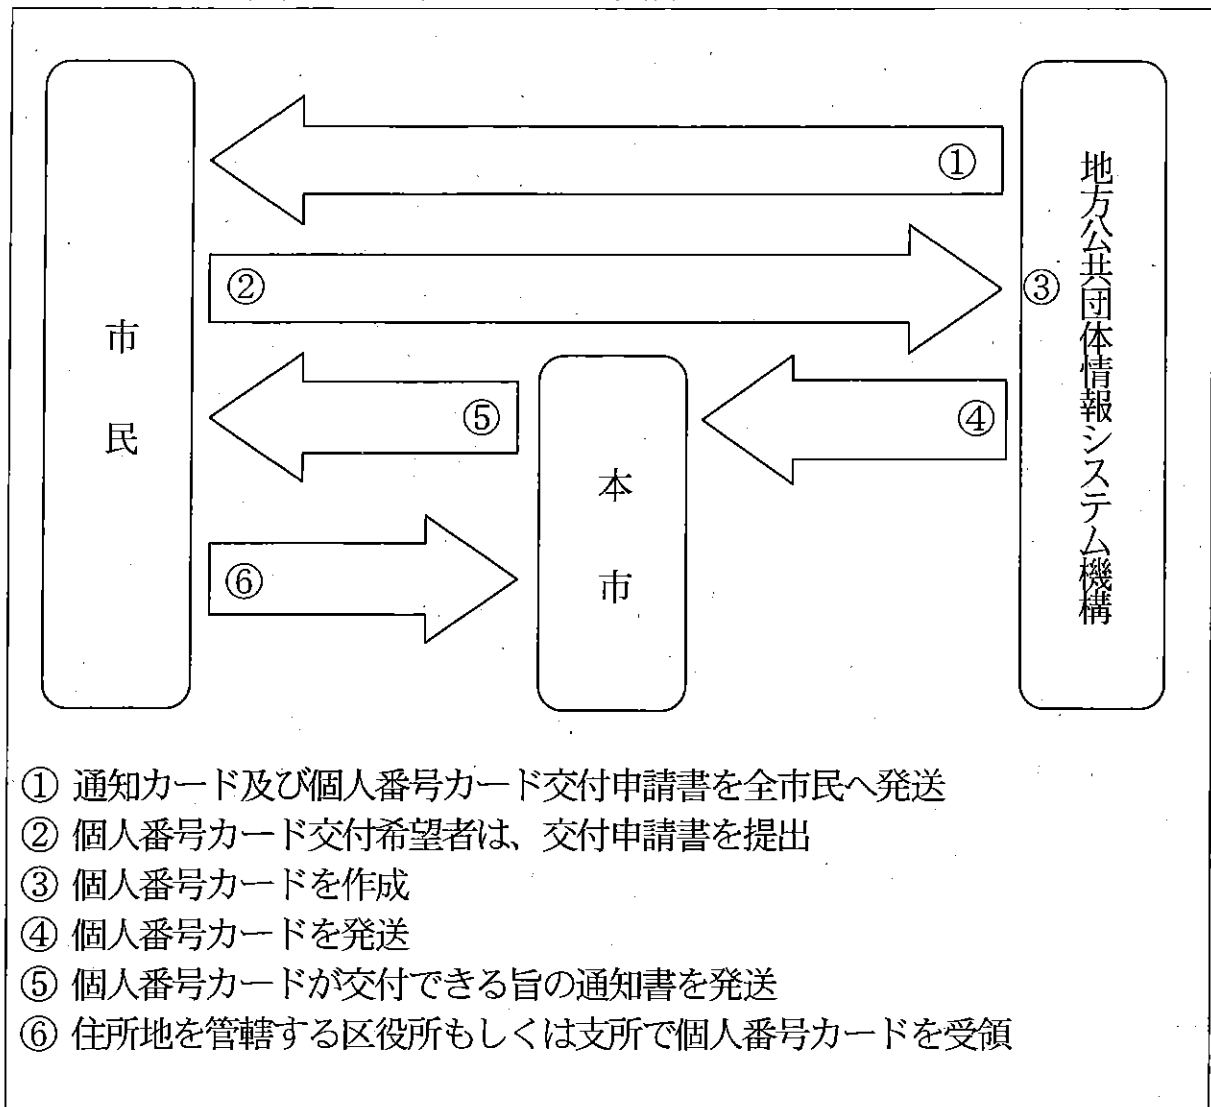 ①
地方公共団体情報システム機構
②
③
市民
⑤
④
本市
⑥
① 通知カード及び個人番号カード交付申請書を全市民へ発送
② 個人番号カード交付希望者は、交付申請書を提出
③ 個人番号カードを作成
④ 個人番号カードを発送
⑤ 個人番号カードが交付できる旨の通知書を発送
⑥ 住所地を管轄する区役所もしくは支所で個人番号カードを受領